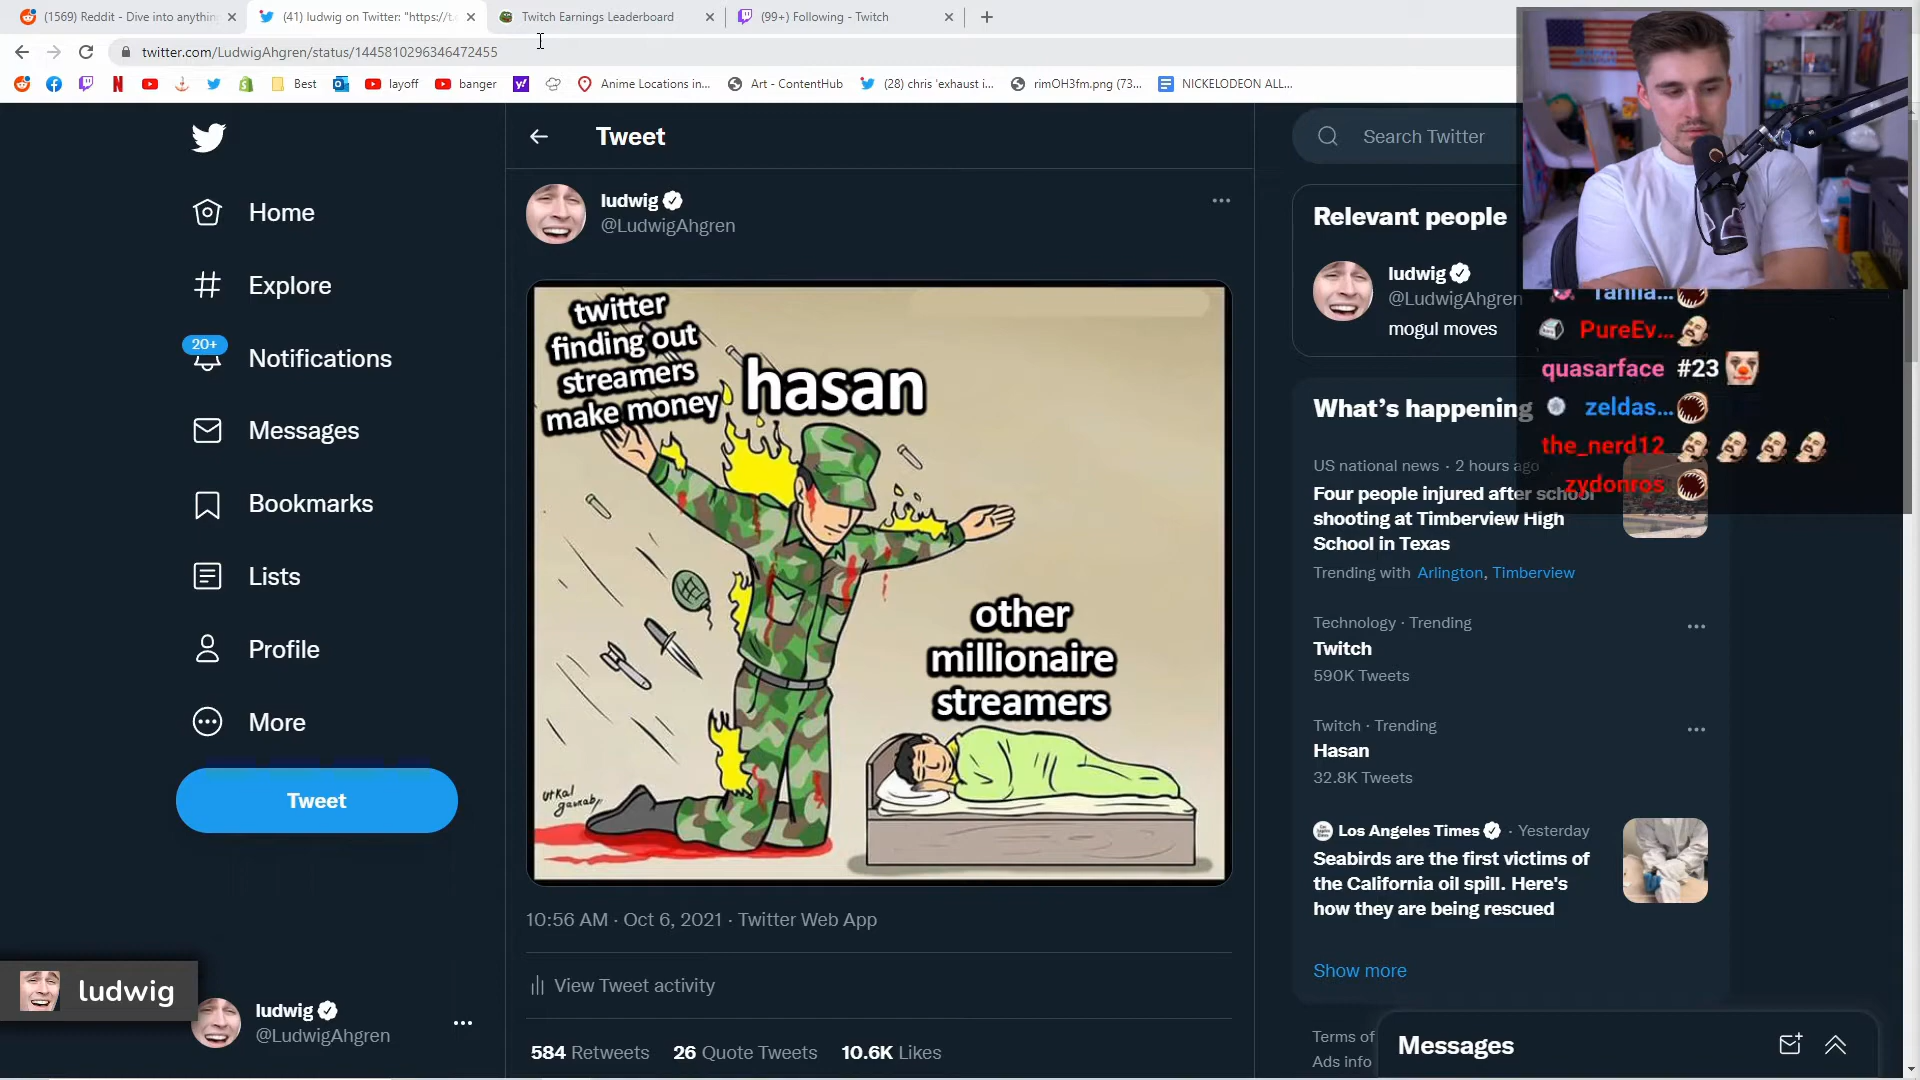 (1569) Reddit - Dive into anythin
(41) ludwig on Twitter: "https://t.
Twitch Earnings Leaderboard
(99+) Following - Twitch
twitter.com/LudwigAhgren/status/1445810296346472455
Best
layoff
banger
Anime Locations in...
Art - ContentHub
(28) chris 'exhaust i...
rimOH3fm.png (73...
NICKELODEON ALL...
Home
Explore
20+
Notifications
Messages
Bookmarks
Lists
Profile
More
Tweet
ludwig
ludwig
@LudwigAhgren
Tweet
ludwig
@LudwigAhgren
twitter
finding out
streamers
make money
hasan
other
millionaire
streamers
utkal
10:56 AM · Oct 6, 2021 · Twitter Web App
View Tweet activity
584 Retweets 26 Quote Tweets 10.6K Likes
Search Twitter
Relevant people
ludwig
@LudwigAhgren
mogul moves
What's happening
US national news · 2 hours ago
Four people injured after school
shooting at Timberview High
School in Texas
Trending with Arlington, Timberview
Technology · Trending
Twitch
590K Tweets
Twitch · Trending
Hasan
32.8K Tweets
Los Angeles Times · Yesterday
Seabirds are the first victims of
the California oil spill. Here's
how they are being rescued
Show more
Terms of
Ads info
Messages
PureEv...
quasarface #23
zeldas...
the_nerd12
zydonros